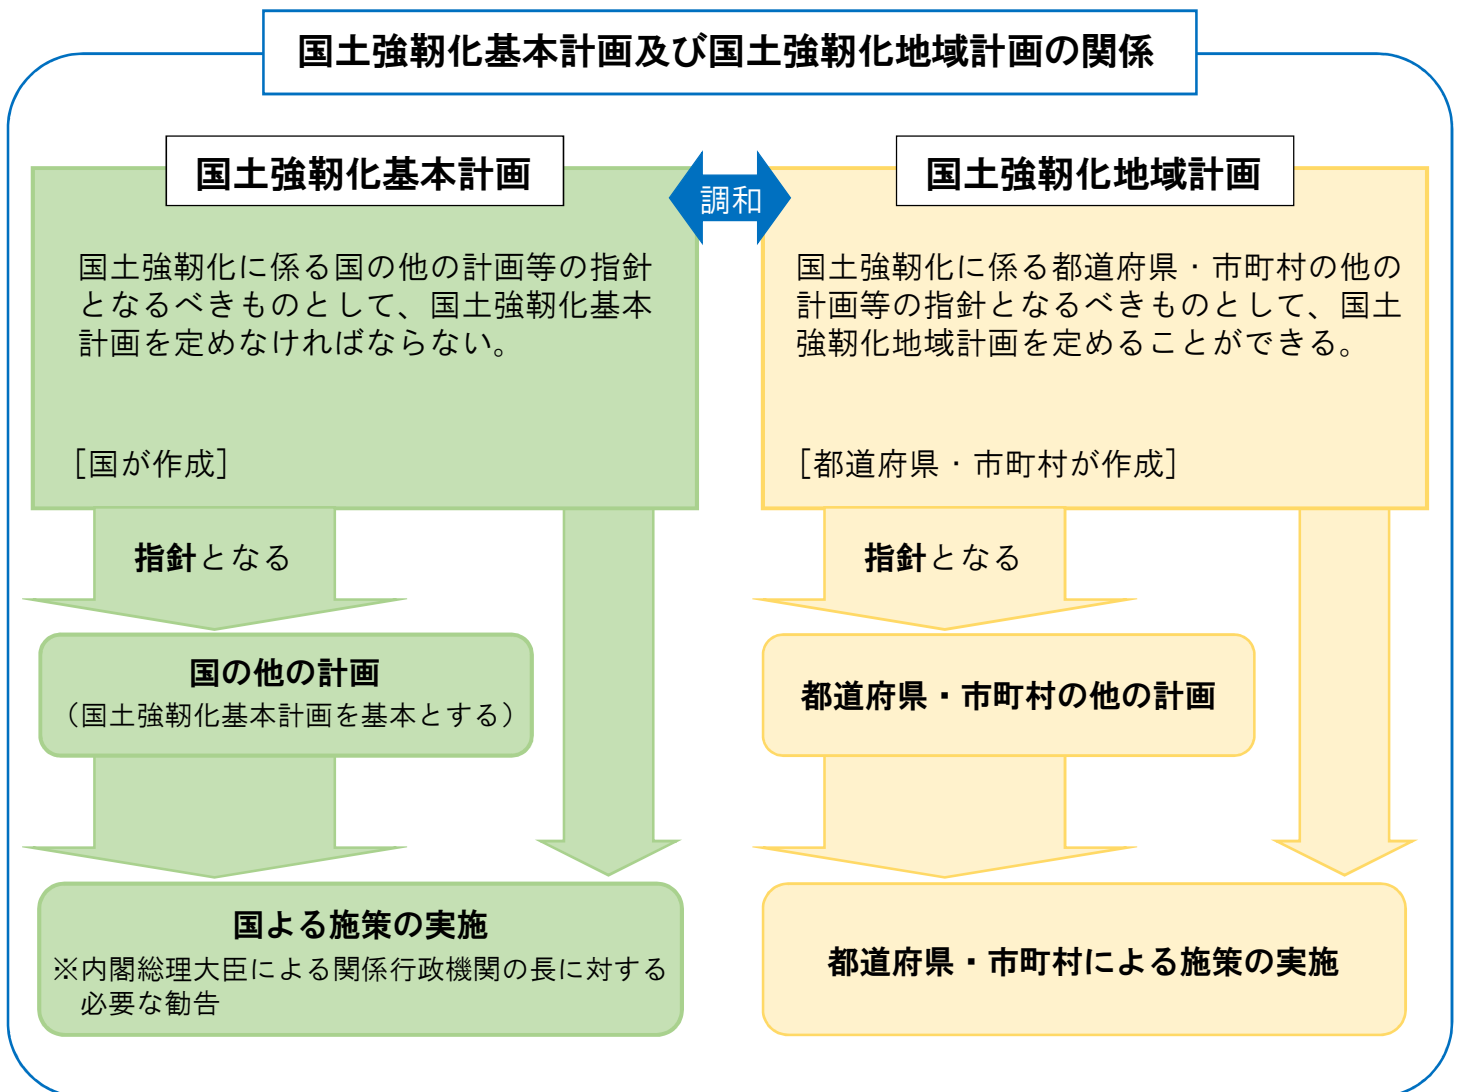 国土強靭化基本計画及び国土強靭化地域計画の関係
国土強靭化基本計画
国土強靭化に係る国の他の計画等の指針
となるべきものとして、国土強靭化基本
計画を定めなければならない。
[国が作成]
調和
国土強靭化地域計画
国土強靭化に係る都道府県・市町村の他の
計画等の指針となるべきものとして、国土
強靭化地域計画を定めることができる。
[都道府県・市町村が作成]
指針となる
国の他の計画
（国土強靭化基本計画を基本とする）
国よる施策の実施
※内閣総理大臣による関係行政機関の長に対する
必要な勧告
指針となる
都道府県・市町村の他の計画
都道府県・市町村による施策の実施